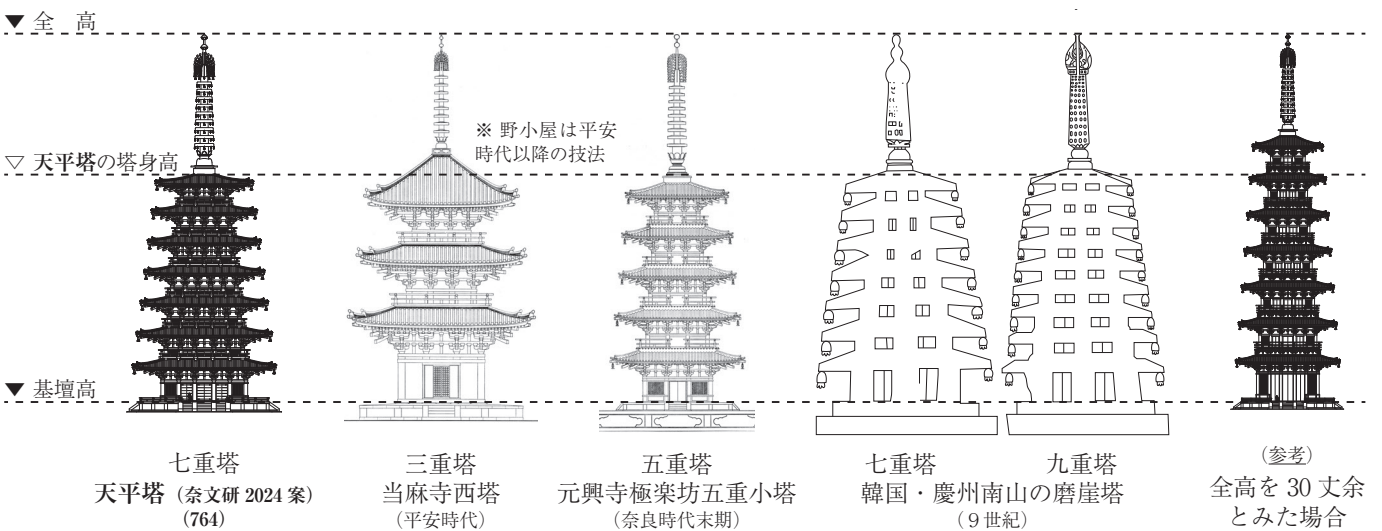 ▼ 全　高
※ 野小屋は平安
時代以降の技法
▽ 天平塔の塔身高
▼ 基壇高
七重塔
天平塔（奈文研 2024 案）
(764)
三重塔
当麻寺西塔
（平安時代）
五重塔
元興寺極楽坊五重小塔
（奈良時代末期）
七重塔
九重塔
韓国・慶州南山の磨崖塔
（９世紀）
（参考）
全高を 30 丈余
とみた場合